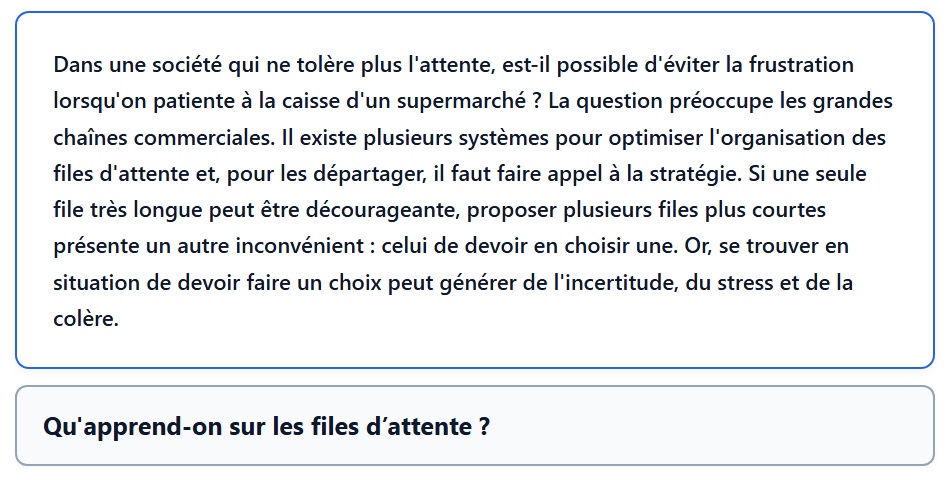 Dans une société qui ne tolère plus l'attente, est-il possible d'éviter la frustration
lorsqu'on patiente à la caisse d'un supermarché ? La question préoccupe les grandes
chaînes commerciales. Il existe plusieurs systèmes pour optimiser l'organisation des
files d'attente et, pour les départager, il faut faire appel à la stratégie. Si une seule
file très longue peut être décourageante, proposer plusieurs files plus courtes
présente un autre inconvénient : celui de devoir en choisir une. Or, se trouver en
situation de devoir faire un choix peut générer de l'incertitude, du stress et de la
colère.
Qu'apprend-on sur les files d’attente ?